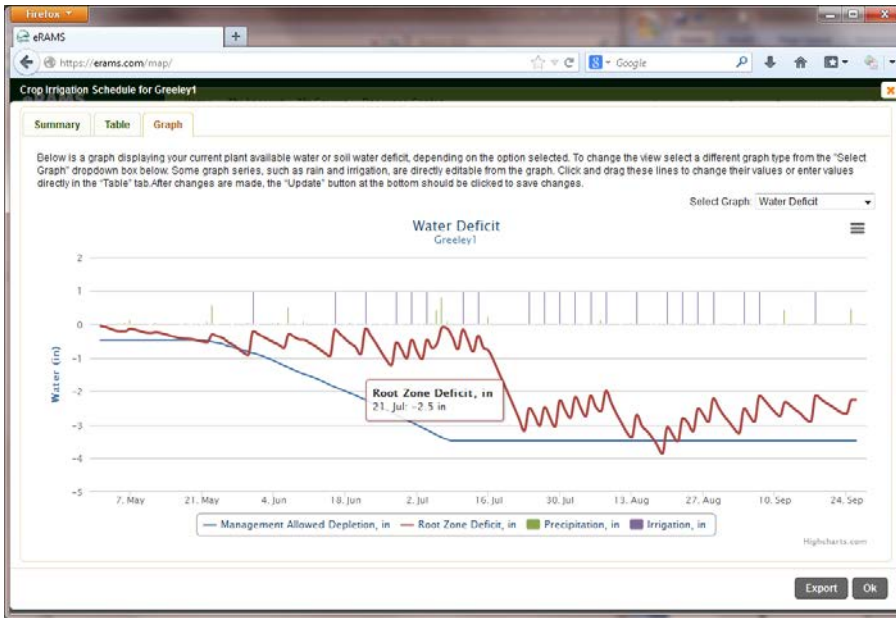 Firefox
eRAMS
https://erams.com/map/
Google
Crop Irrigation Schedule for Greeley1
Summary Table Graph
Below is a graph displaying your current plant available water or soil water deficit, depending on the option selected. To change the view select a different graph type from the "Select
Graph" dropdown box below. Some graph series, such as rain and irrigation, are directly editable from the graph. Click and drag these lines to change their values or enter values
directly in the "Table" tab.After changes are made, the "Update" button at the bottom should be clicked to save changes.
Select Graph: Water Deficit
Water Deficit
Greeley1
Water (in)
2
1
0
-1
-2
-3
-4
-5
Root Zone Deficit, in
21. Jul: -2.5 in
7. May 21. May 4. Jun 18. Jun 2. Jul 16. Jul 30. Jul 13. Aug 27. Aug 10. Sep 24. Sep
Management Allowed Depletion, in Root Zone Deficit, in Precipitation, in Irrigation, in
Highcharts.com
Export Ok